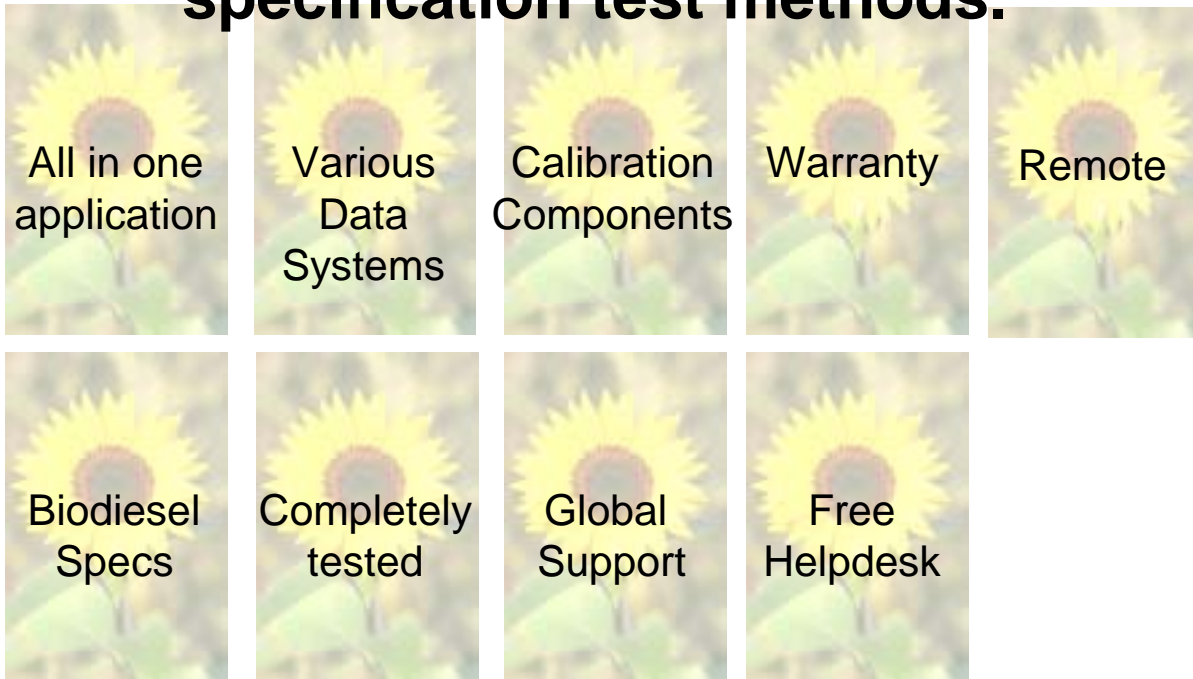 specification test methods.
All in one
application
Various
Data
Systems
Calibration
Components
Warranty
Remote
Biodiesel
Specs
Completely
tested
Global
Support
Free
Helpdesk